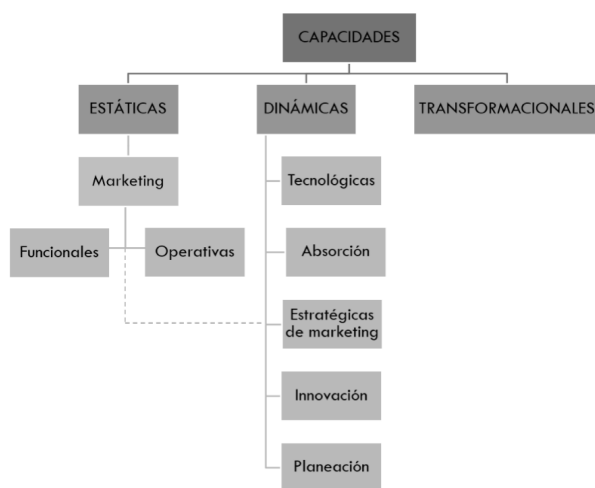 CAPACIDADES
ESTÁTICAS
DINÁMICAS
TRANSFORMACIONALES
Marketing
Funcionales
Operativas
Tecnológicas
Absorción
Estratégicas
de marketing
Innovación
Planeación